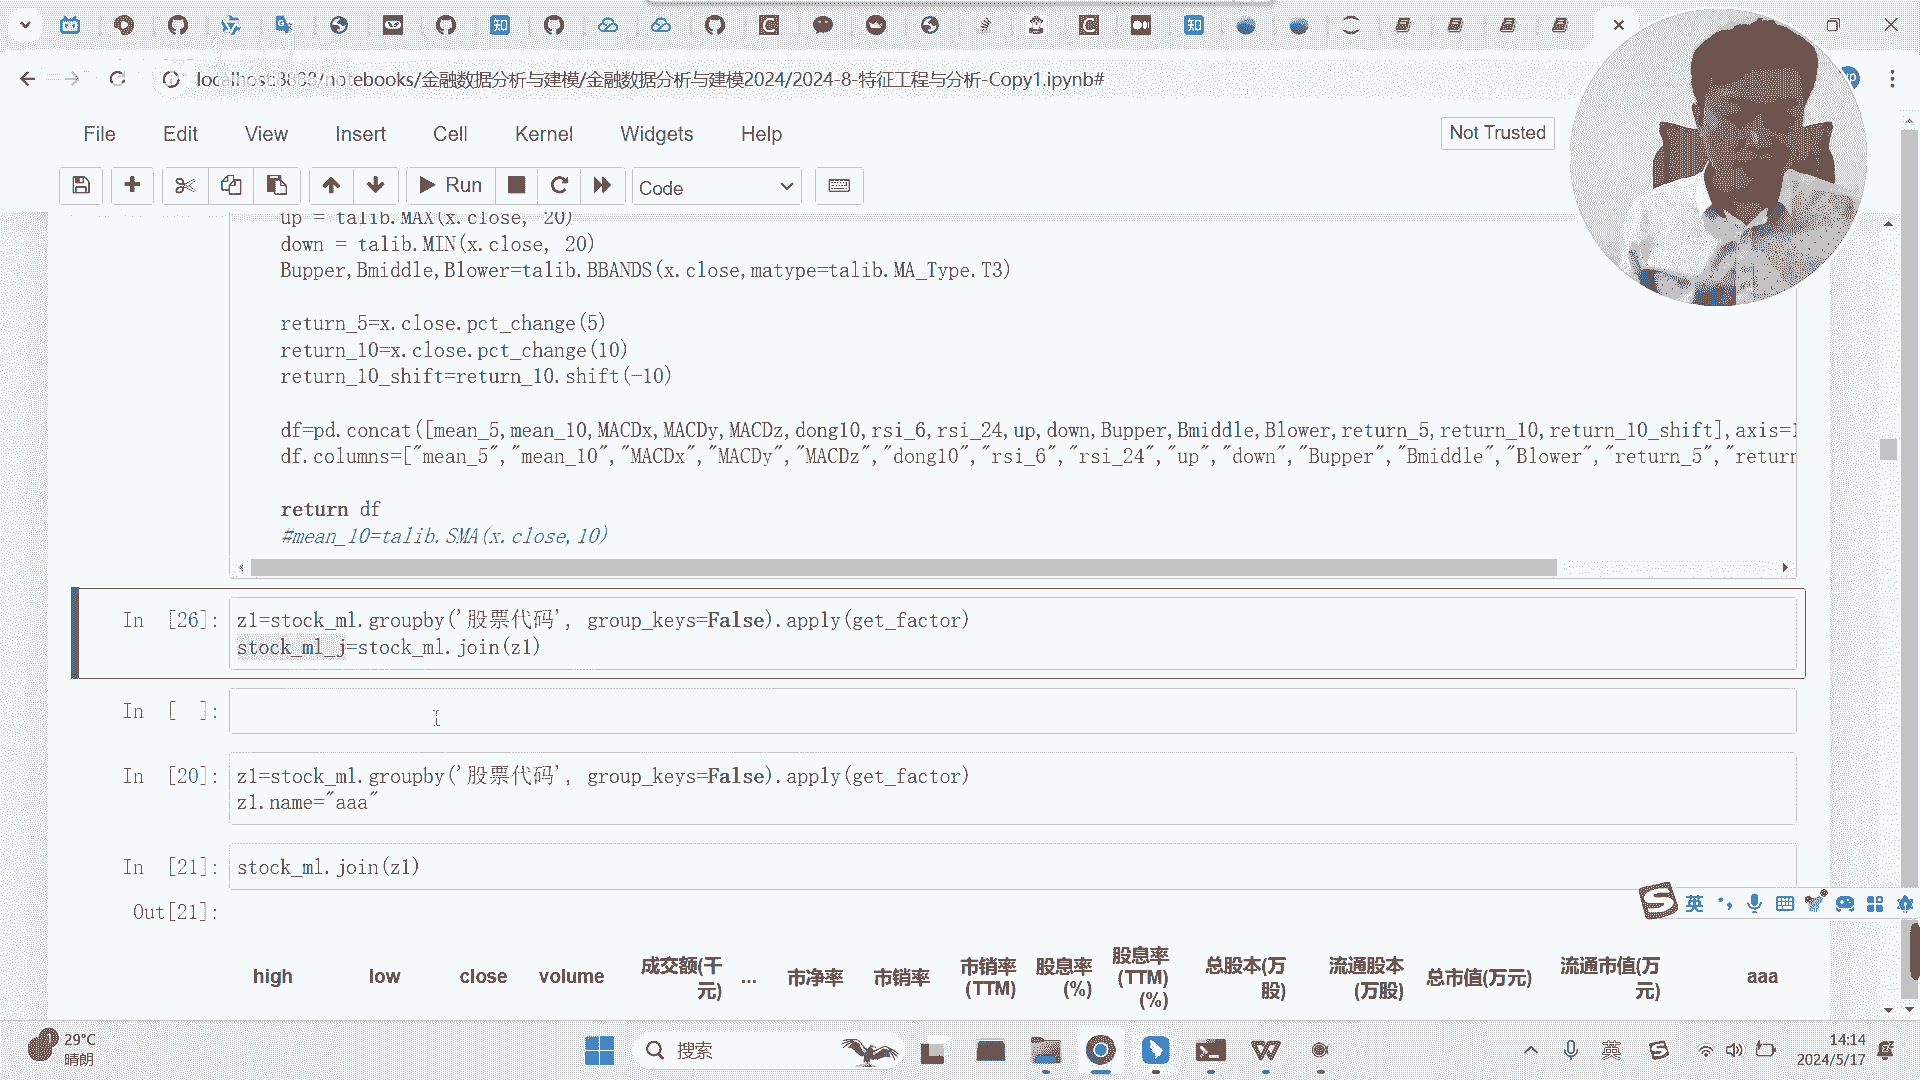 localhost:8888/notebooks/金融数据分析与建模/金融数据分析与建模2024/2024-8-特征工程与分析-Copy1.ipynb#
File Edit View Insert Cell Kernel Widgets Help
Not Trusted
Run Code
up = talib.MAX(x.close, 20)
down = talib.MIN(x.close, 20)
Bupper,Bmiddle,Blower=talib.BBANDS(x.close,matype=talib.MA_Type.T3)
return_5=x.close.pct_change(5)
return_10=x.close.pct_change(10)
return_10_shift=return_10.shift(-10)
df=pd.concat([mean_5,mean_10,MACDx,MACDy,MACDz,dong10,rsi_6,rsi_24,up,down,Bupper,Bmiddle,Blower,return_5,return_10,return_10_shift],axis=1
df.columns=["mean_5","mean_10","MACDx","MACDy","MACDz","dong10","rsi_6","rsi_24","up","down","Bupper","Bmiddle","Blower","return_5","return
return df
#mean_10=talib.SMA(x.close,10)
In [26]: z1=stock_ml.groupby('股票代码', group_keys=False).apply(get_factor)
stock_ml_j=stock_ml.join(z1)
In [ ]:
In [20]: z1=stock_ml.groupby('股票代码', group_keys=False).apply(get_factor)
z1.name="aaa"
In [21]: stock_ml.join(z1)
Out[21]:
high low close volume 成交额(千元) ... 市净率 市销率 市销率(TTM) 股息率(%) 股息率(TTM)(%) 总股本(万股) 流通股本(万股) 总市值(万元) 流通市值(万元) aaa
英
29°C
晴朗
搜索
英
14:14
2024/5/17